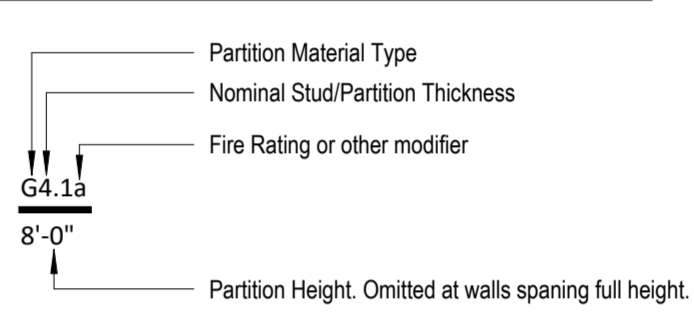 Partition Material Type
Nominal Stud/Partition Thickness
Fire Rating or other modifier
G4.1a
8'-0"
Partition Height. Omitted at walls spaning full height.